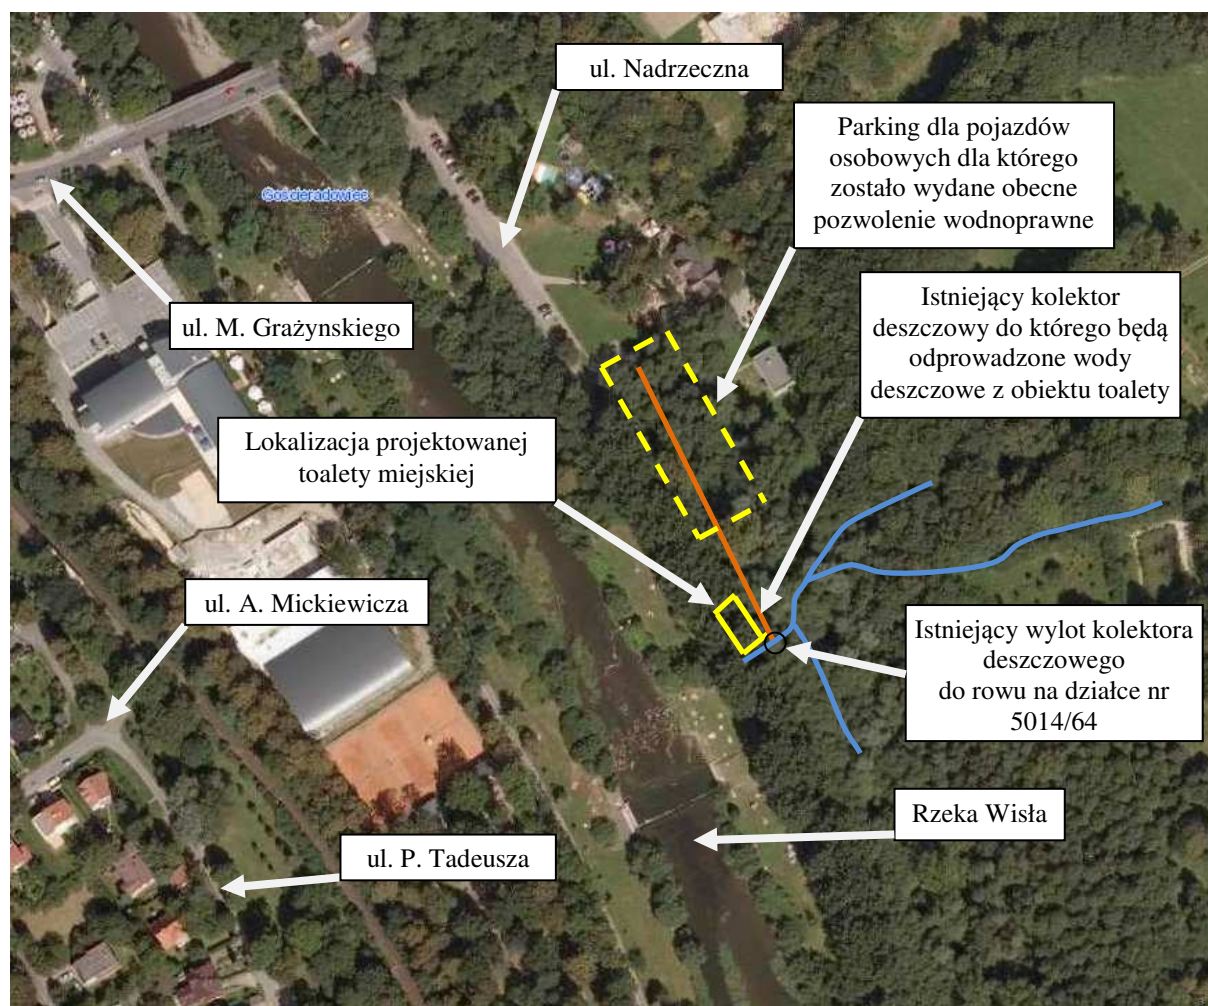 ul. Nadrzeczna
Parking dla pojazdów
osobowych dla którego
zostało wydane obecne
pozwolenie wodnoprawne
Gościeradowiec
ul. M. Grażynskiego
Istniejący kolektor
deszczowy do którego będą
odprowadzone wody
deszczowe z obiektu toalety
Lokalizacja projektowanej
toalety miejskiej
ul. A. Mickiewicza
Istniejący wylot kolektora
deszczowego
do rowu na działce nr
5014/64
Rzeka Wisła
ul. P. Tadeusza